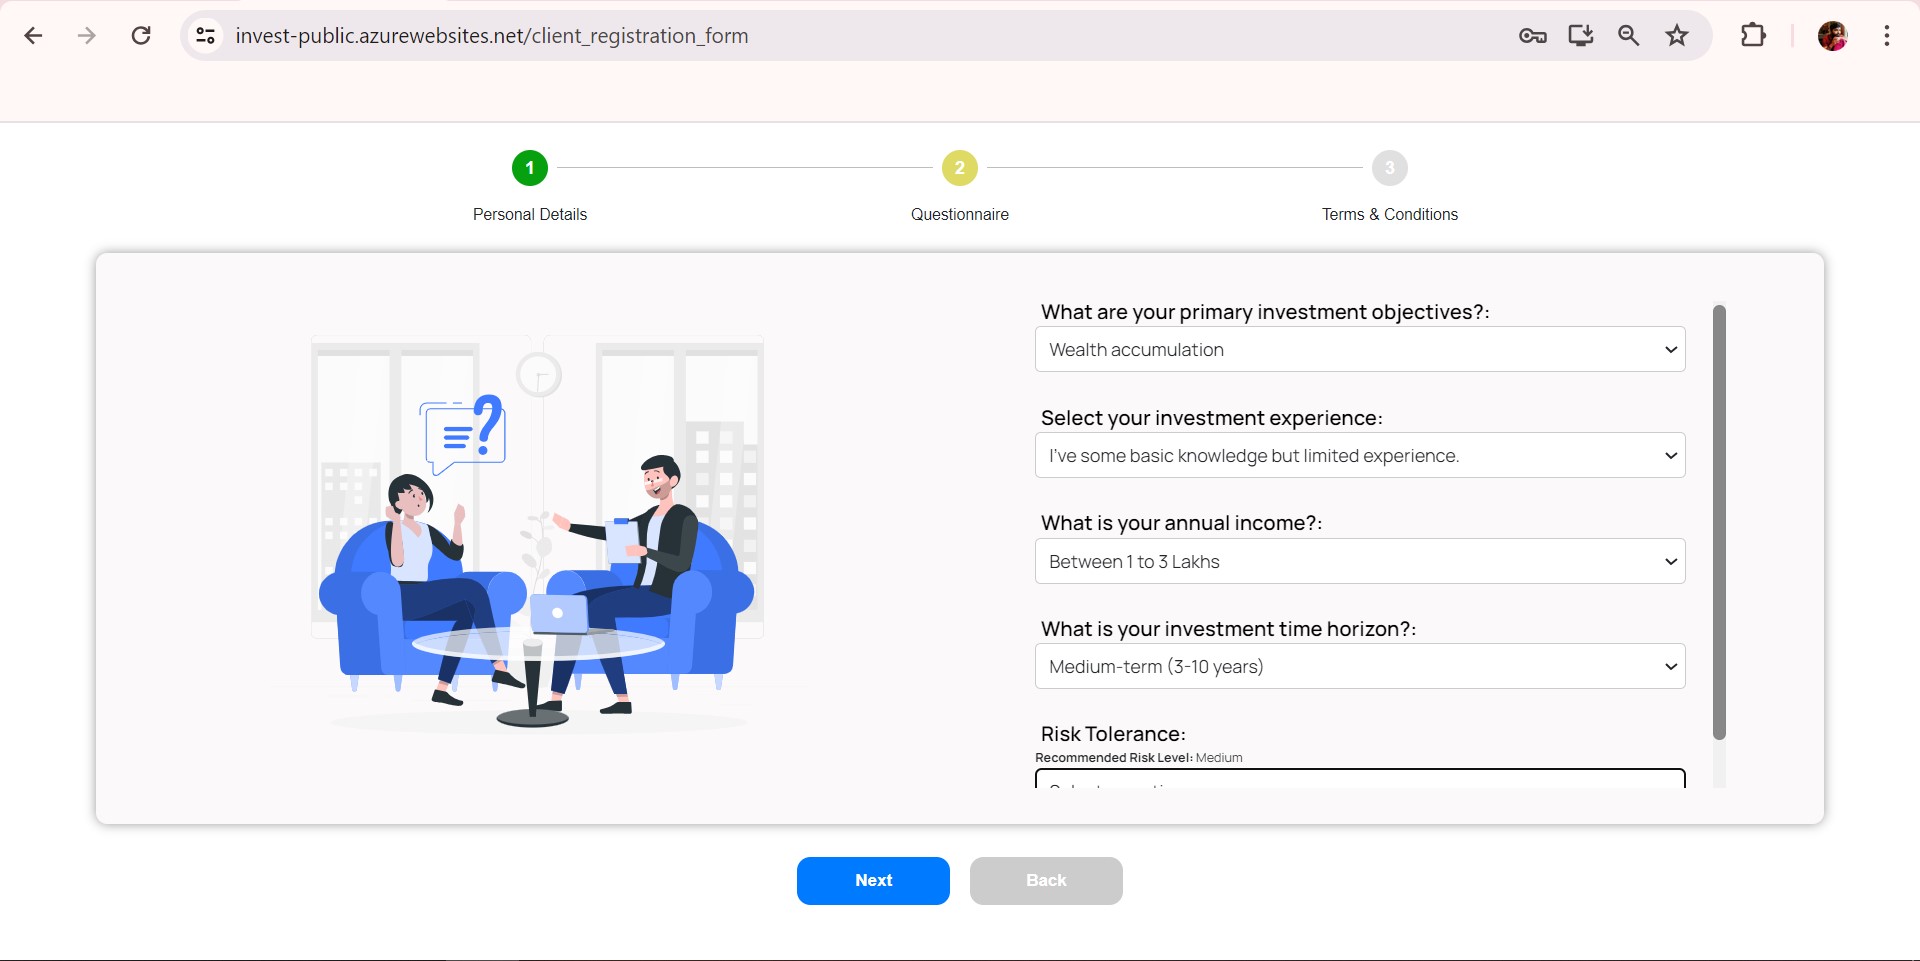 invest-public.azurewebsites.net/client_registration_form
1
2
3
Personal Details
Questionnaire
Terms & Conditions
What are your primary investment objectives?:
Wealth accumulation
Select your investment experience:
I've some basic knowledge but limited experience.
What is your annual income?:
Between 1 to 3 Lakhs
What is your investment time horizon?:
Medium-term (3-10 years)
Risk Tolerance:
Recommended Risk Level: Medium
Next
Back